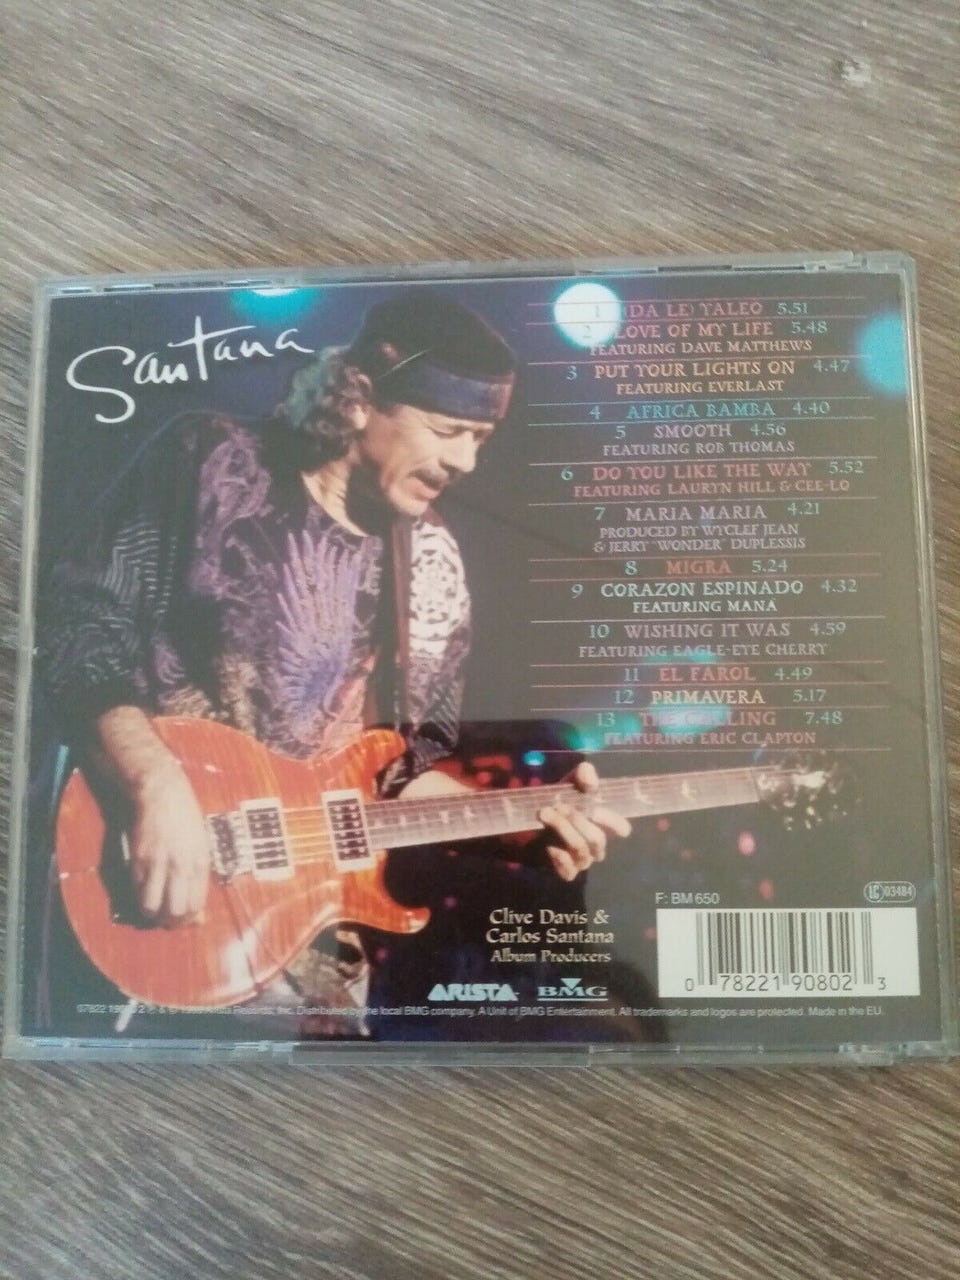 Santana
1 (DA LE) YALEO 5.51
2 LOVE OF MY LIFE 5.48
FEATURING DAVE MATTHEWS
3 PUT YOUR LIGHTS ON 4.47
FEATURING EVERLAST
4 AFRICA BAMBA 4.40
5 SMOOTH 4.56
FEATURING ROB THOMAS
6 DO YOU LIKE THE WAY 5.52
FEATURING LAURYN HILL & CEE-LO
7 MARIA MARIA 4.21
PRODUCED BY WYCLEF JEAN
& JERRY "WONDER" DUPLESSIS
8 MIGRA 5.24
9 CORAZON ESPINADO 4.32
FEATURING MANA
10 WISHING IT WAS 4.59
FEATURING EAGLE-EYE CHERRY
11 EL FAROL 4.49
12 PRIMAVERA 5.17
13 THE CALLING 7.48
FEATURING ERIC CLAPTON
Clive Davis &
Carlos Santana
Album Producers
ARISTA BMG
F: BM 650
LC 03484
0 78221 90802 3
07822 Records, Inc. Distributed by the local BMG company. A Unit of BMG Entertainment. All trademarks and logos are protected. Made in the EU.